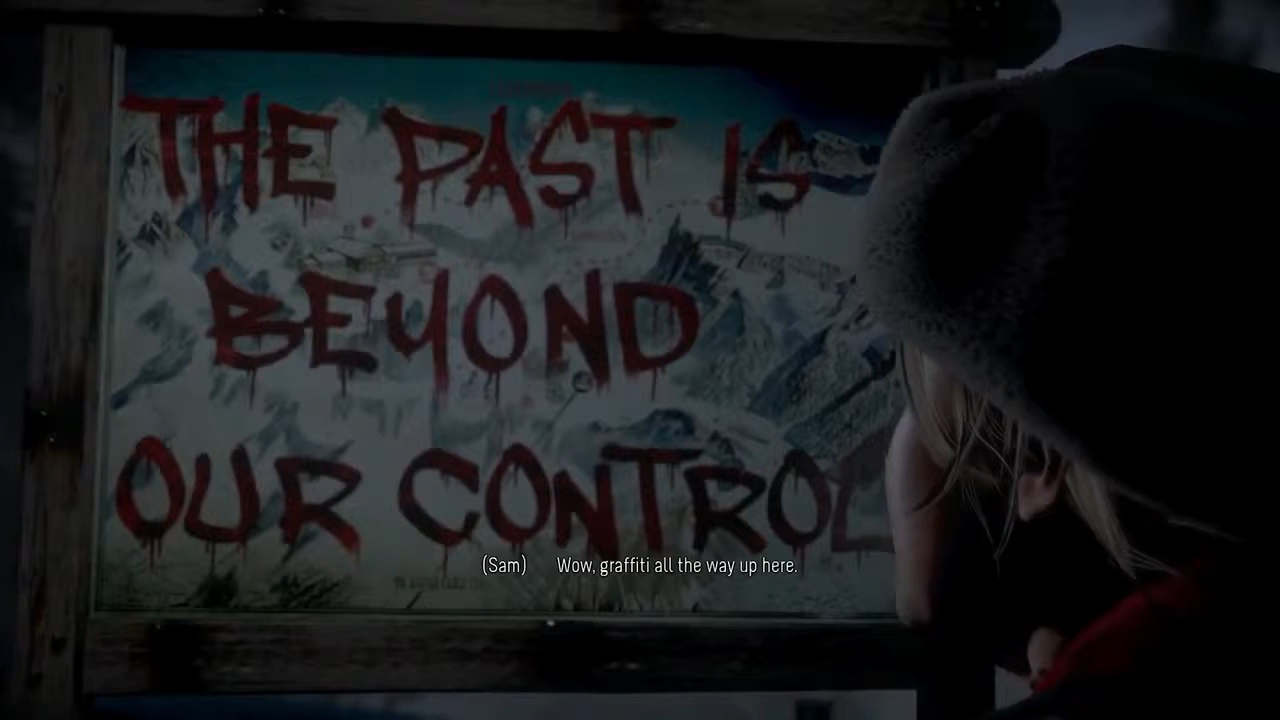 THE PAST IS
BEYOND
OUR CONTROL
(Sam) Wow, graffiti all the way up here.